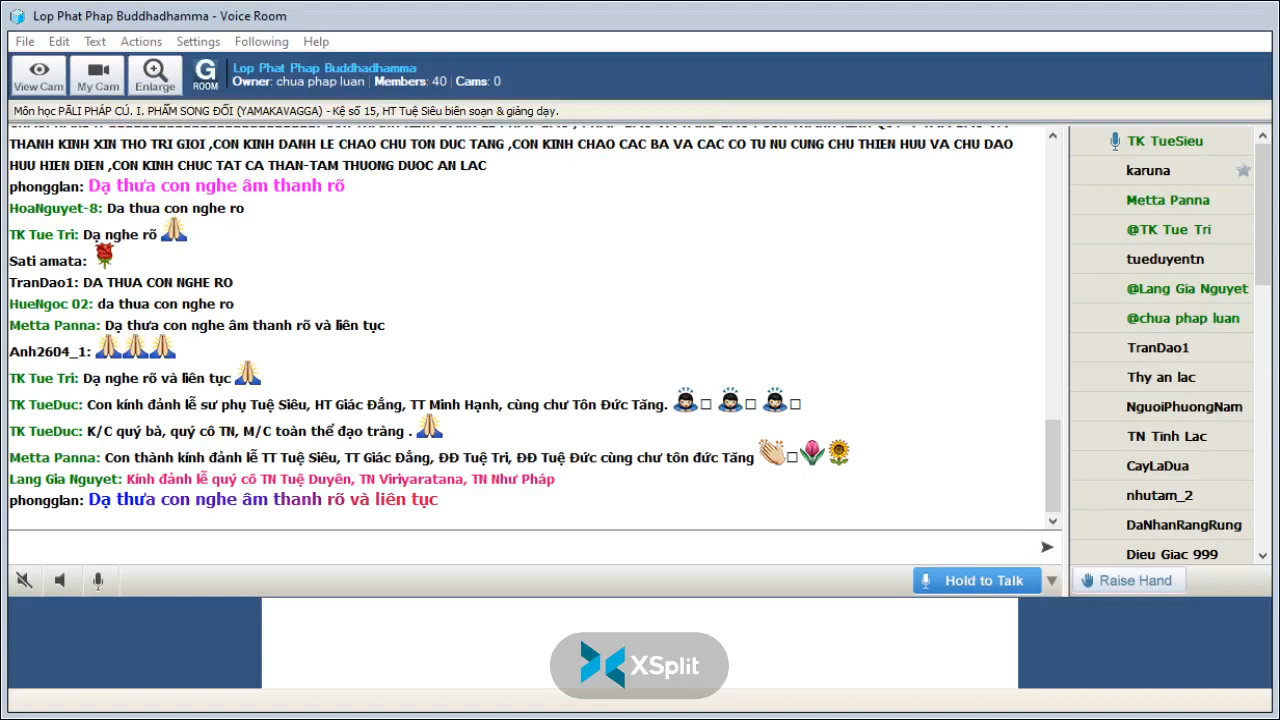 Lop Phat Phap Buddhadhamma - Voice Room
File Edit Text Actions Settings Following Help
View Cam My Cam Enlarge G ROOM
Lop Phat Phap Buddhadhamma
Owner: chua phap luan | Members: 40 | Cams: 0
Môn học PĀLI PHÁP CÚ. I. PHẨM SONG ĐỐI (YAMAKAVAGGA) - Kệ số 15, HT Tuệ Siêu biên soạn & giảng dạy.
THANH KINH XIN THO TRI GIOI ,CON KINH DANH LE CHAO CHU TON DUC TANG ,CON KINH CHAO CAC BA VA CAC CO TU NU CUNG CHU THIEN HUU VA CHU DAO
HUU HIEN DIEN ,CON KINH CHUC TAT CA THAN-TAM THUONG DUOC AN LAC
phongglan: Dạ thưa con nghe âm thanh rõ
HoaNguyet-8: Da thua con nghe ro
TK Tue Tri: Dạ nghe rõ
Sati amata:
TranDao1: DA THUA CON NGHE RO
HueNgoc 02: da thua con nghe ro
Metta Panna: Dạ thưa con nghe âm thanh rõ và liên tục
Anh2604_1:
TK Tue Tri: Dạ nghe rõ và liên tục
TK TueDuc: Con kính đảnh lễ sư phụ Tuệ Siêu, HT Giác Đẳng, TT Minh Hạnh, cùng chư Tôn Đức Tăng.
TK TueDuc: K/C quý bà, quý cô TN, M/C toàn thể đạo tràng .
Metta Panna: Con thành kính đảnh lễ TT Tuệ Siêu, TT Giác Đẳng, ĐĐ Tuệ Trí, ĐĐ Tuệ Đức cùng chư tôn đức Tăng
Lang Gia Nguyet: Kính đảnh lễ quý cô TN Tuệ Duyên, TN Viriyaratana, TN Như Pháp
phongglan: Dạ thưa con nghe âm thanh rõ và liên tục
TK TueSieu
karuna
Metta Panna
@TK Tue Tri
tueduyentn
@Lang Gia Nguyet
@chua phap luan
TranDao1
Thy an lac
NguoiPhuongNam
TN Tinh Lac
CayLaDua
nhutam_2
DaNhanRangRung
Dieu Giac 999
Hold to Talk
Raise Hand
XSplit